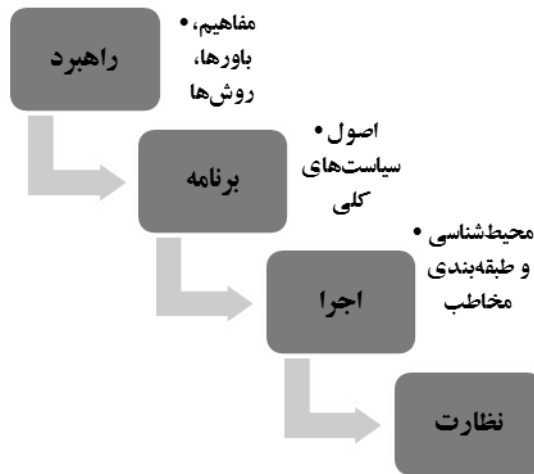 راهبرد
• مفاهیم،
باورها،
روش‌ها
برنامه
• اصول
سیاست‌های
کلی
اجرا
• محیط‌شناسی
و طبقه‌بندی
مخاطب
نظارت